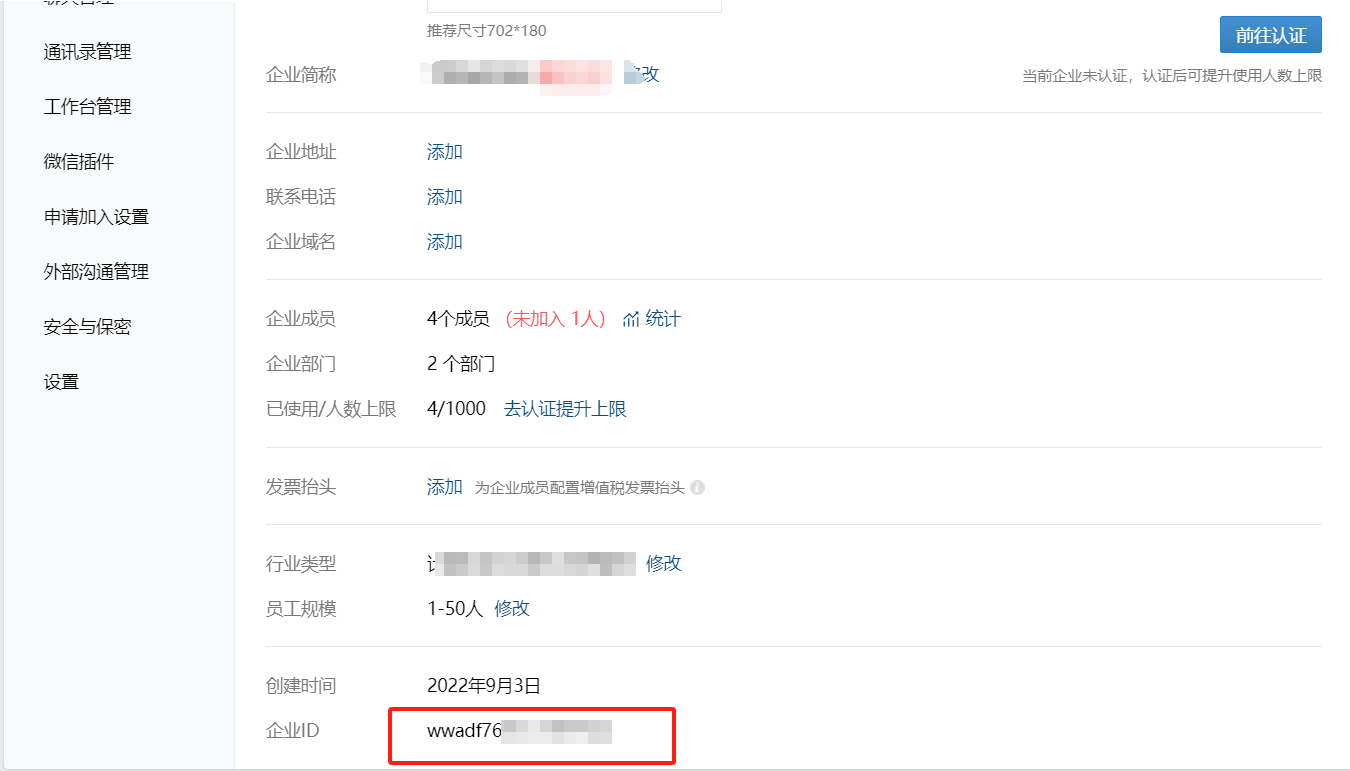 推荐尺寸702*180
前往认证
当前企业未认证，认证后可提升使用人数上限
企业简称 改
企业地址 添加
联系电话 添加
企业域名 添加
企业成员 4个成员 （未加入 1人） 统计
企业部门 2 个部门
已使用/人数上限 4/1000 去认证提升上限
发票抬头 添加 为企业成员配置增值税发票抬头
行业类型 修改
员工规模 1-50人 修改
创建时间 2022年9月3日
企业ID wwadf76
通讯录管理
工作台管理
微信插件
申请加入设置
外部沟通管理
安全与保密
设置